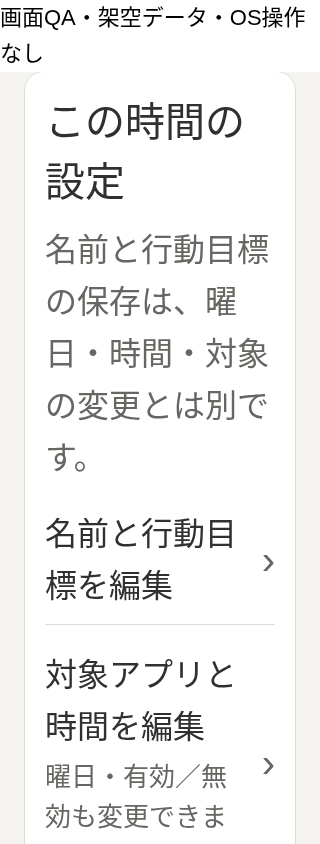 画面QA・架空データ・OS操作
なし
この時間の
設定
名前と行動目標
の保存は、曜
日・時間・対象
の変更とは別で
す。
名前と行動目
標を編集
›
対象アプリと
時間を編集
曜日・有効／無
効も変更できま
›